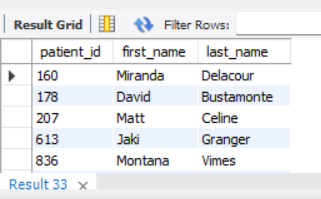 Result Grid Filter Rows:
patient_id first_name last_name
160 Miranda Delacour
178 David Bustamonte
207 Matt Celine
613 Jaki Granger
836 Montana Vimes
Result 33 ×